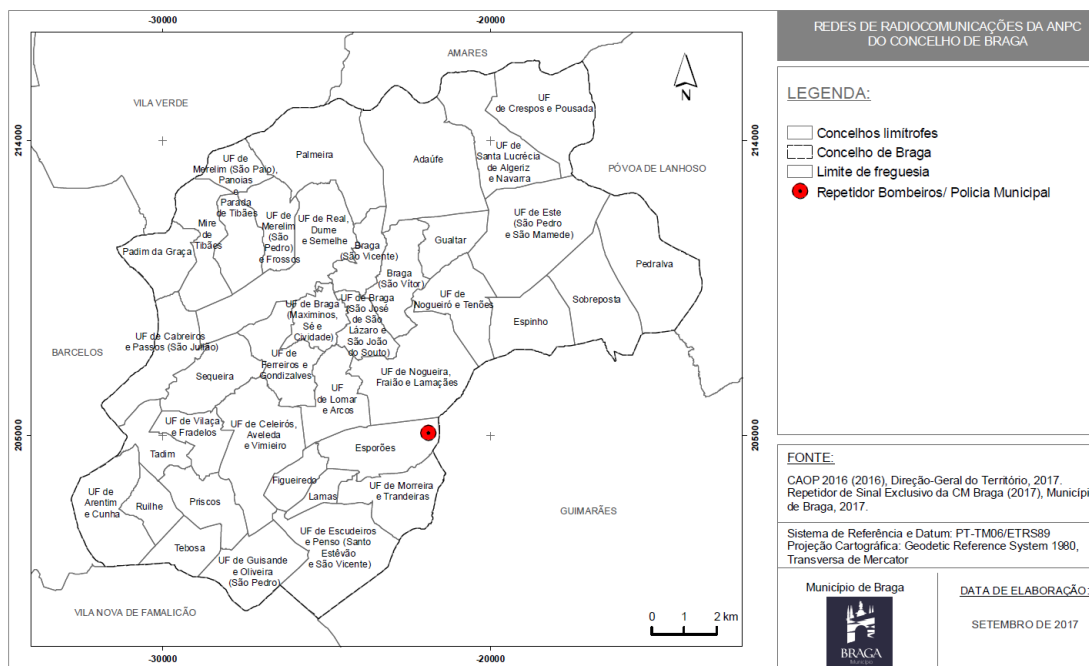 -30000
-20000
REDES DE RADIOCOMUNICAÇÕES DA ANPC
DO CONCELHO DE BRAGA
AMARES
N
VILA VERDE
UF
de Crespos e Pousada
LEGENDA:
Concelhos limítrofes
Concelho de Braga
Limite de freguesia
Repetidor Bombeiros/ Policia Municipal
214000
214000
Palmeira
Adaúfe
UF de
Santa Lucrécia
de Algeriz
e Navarra
PÓVOA DE LANHOSO
UF de
Merelim (São Paio),
Panoias
e
Parada
de Tibães
Mire
de
Tibães
UF de
Merelim
(São
Pedro)
e Frossos
UF de Real,
Dume
e Semelhe
UF de Este
(São Pedro
e São Mamede)
Padim da Graça
Braga
(São Vicente)
Gualtar
Pedralva
Braga
(São Vítor)
UF de
Nogueiró e Tenões
Sobreposta
Espinho
UF de Braga
(Maximinos,
Sé e
Cividade)
UF de Braga
(São José
de São
Lázaro e
São João
do Souto)
UF de Cabreiros
e Passos (São Julião)
BARCELOS
UF de
Ferreiros e
Gondizalves
UF de Nogueira,
Fraião e Lamaçães
Sequeira
UF
de Lomar
e Arcos
UF de Vilaça
e Fradelos
UF de Celeirós,
Aveleda
e Vimieiro
205000
205000
Esporões
Tadim
Figueiredo
Lamas
UF de Morreira
e Trandeiras
UF de
Arentim
e Cunha
Ruilhe
Priscos
GUIMARÃES
UF de Escudeiros
e Penso (Santo
Estêvão
e São Vicente)
Tebosa
UF de Guisande
e Oliveira
(São Pedro)
VILA NOVA DE FAMALICÃO
0 1 2 km
-30000
-20000
FONTE:
CAOP 2016 (2016), Direção-Geral do Território, 2017.
Repetidor de Sinal Exclusivo da CM Braga (2017), Municípi
de Braga, 2017.
Sistema de Referência e Datum: PT-TM06/ETRS89
Projeção Cartográfica: Geodetic Reference System 1980,
Transversa de Mercator
Município de Braga
BRAGA
Município
DATA DE ELABORAÇÃO:
SETEMBRO DE 2017